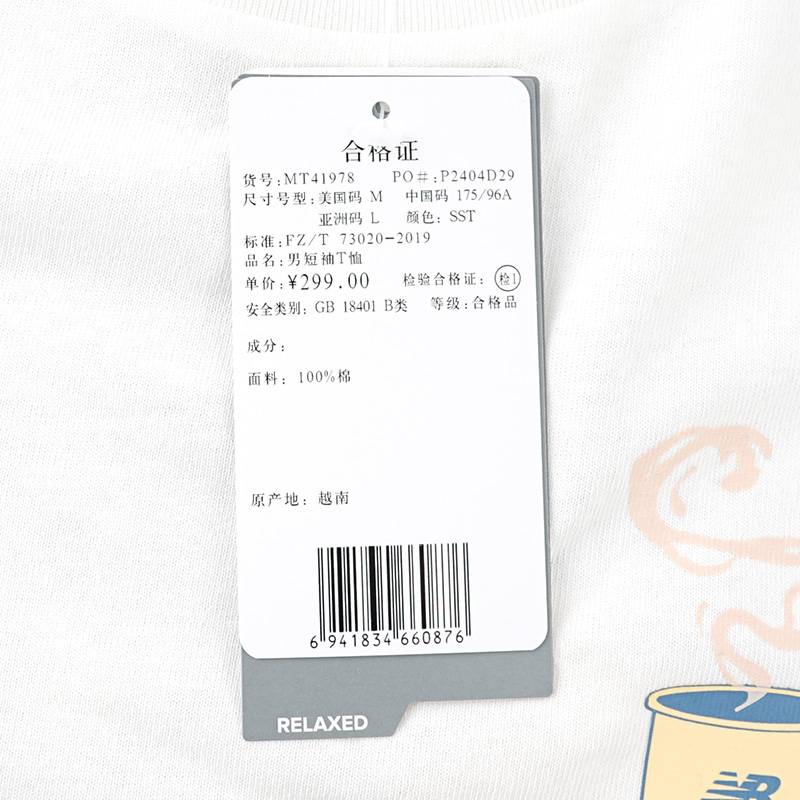 合格证
货号:MT41978 PO#:P2404D29
尺寸号型:美国码 M 中国码 175/96A
亚洲码 L 颜色: SST
标准:FZ/T 73020-2019
品名:男短袖T恤
单价:¥299.00 检验合格证: 检1
安全类别: GB 18401 B类 等级:合格品
成分:
面料: 100%棉
原产地: 越南
6 941834 660876
RELAXED
NB